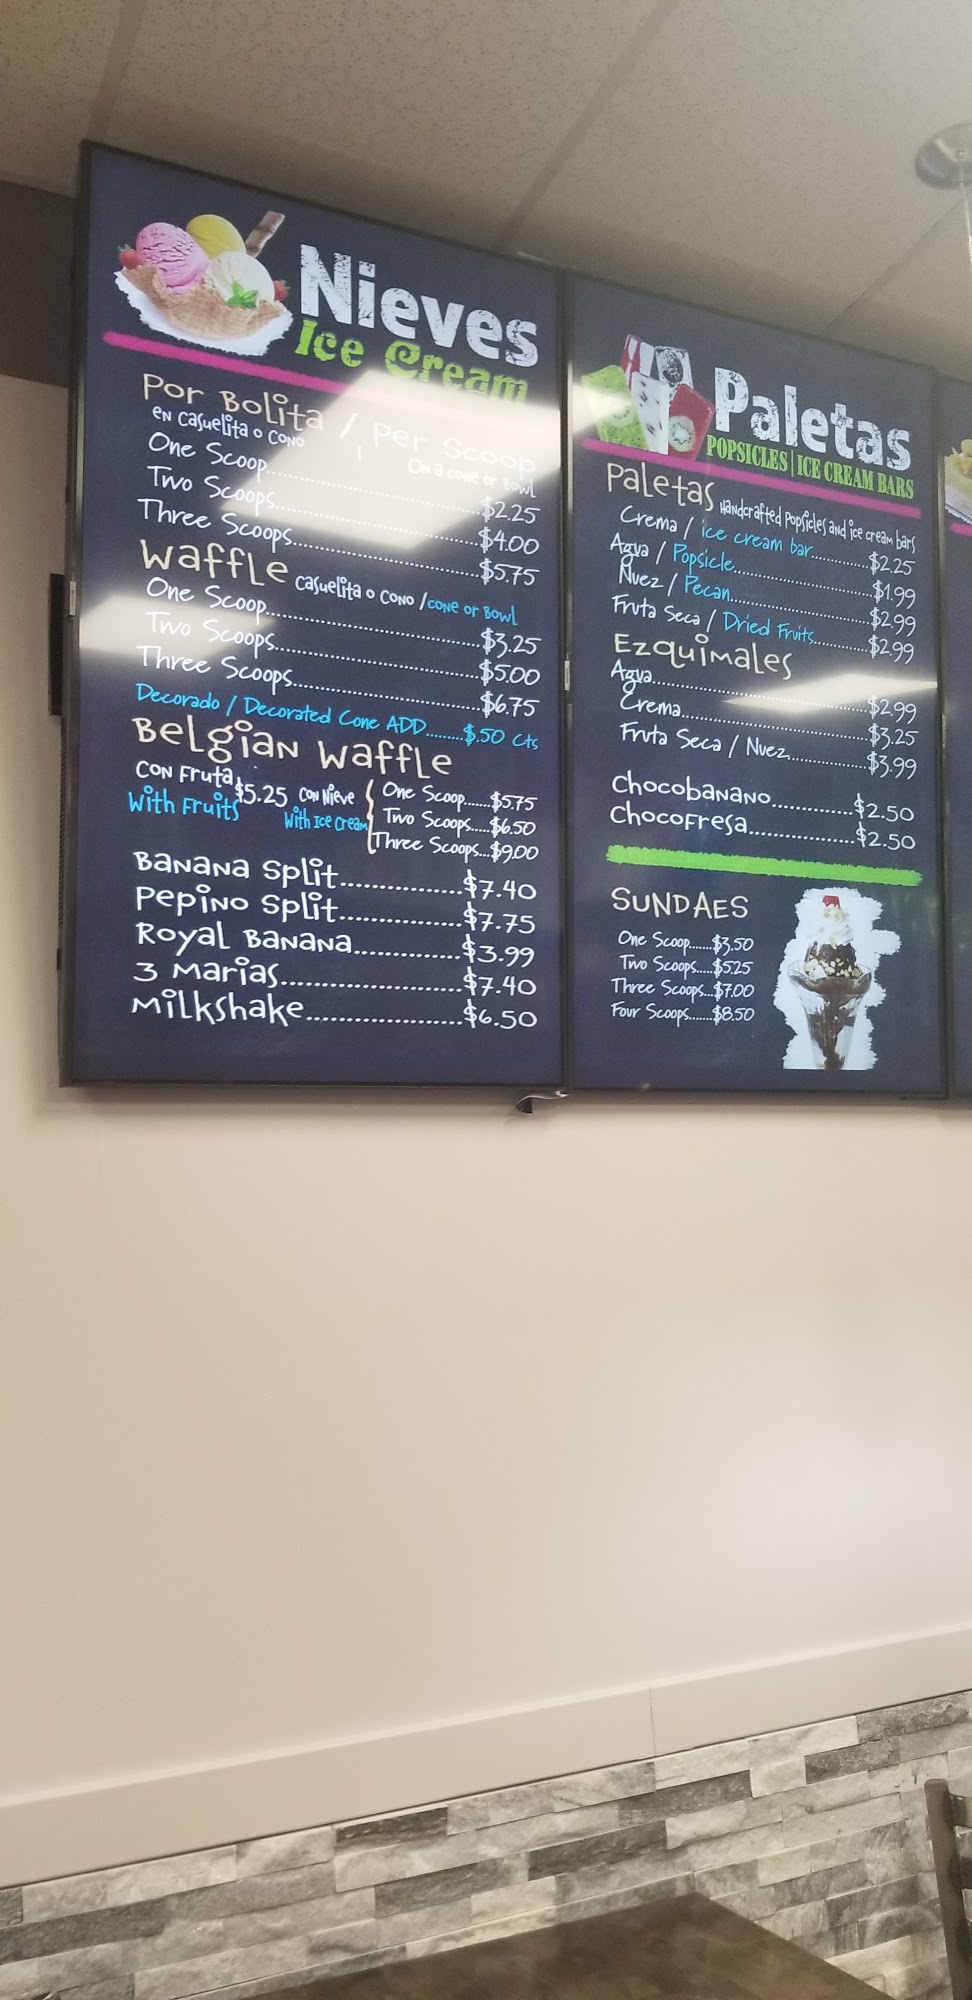 Nieves
Ice Cream
Por Bolita / Per Scoop
en Casuelita o Cono On a cone or Bowl
One Scoop..........$2.25
Two Scoops..........$4.00
Three Scoops..........$5.75
Waffle Casuelita o Cono / cone or Bowl
One Scoop..........$3.25
Two Scoops..........$5.00
Three Scoops..........$6.75
Decorado / Decorated Cone ADD........$.50 Cts
Belgian Waffle
Con Fruta $5.25
With Fruits
Con Nieve
With Ice Cream
One Scoop......$5.75
Two Scoops.....$6.50
Three Scoops...$9.00
Banana Split..........$7.40
Pepino Split..........$7.75
Royal Banana..........$3.99
3 Marias..........$7.40
Milkshake..........$6.50
Paletas
POPSICLES | ICE CREAM BARS
Paletas Handcrafted Popsicles and ice cream bars
Crema / ice cream bar..........$2.25
Agua / Popsicle..........$1.99
Nuez / Pecan..........$2.99
Fruta Seca / Dried Fruits..........$2.99
Ezquimales
Agua..........$2.99
Crema..........$3.25
Fruta Seca / Nuez..........$3.99
Chocobanano..........$2.50
Chocofresa..........$2.50
SUNDAES
One Scoop.......$3.50
Two Scoops.....$5.25
Three Scoops...$7.00
Four Scoops.......$8.50